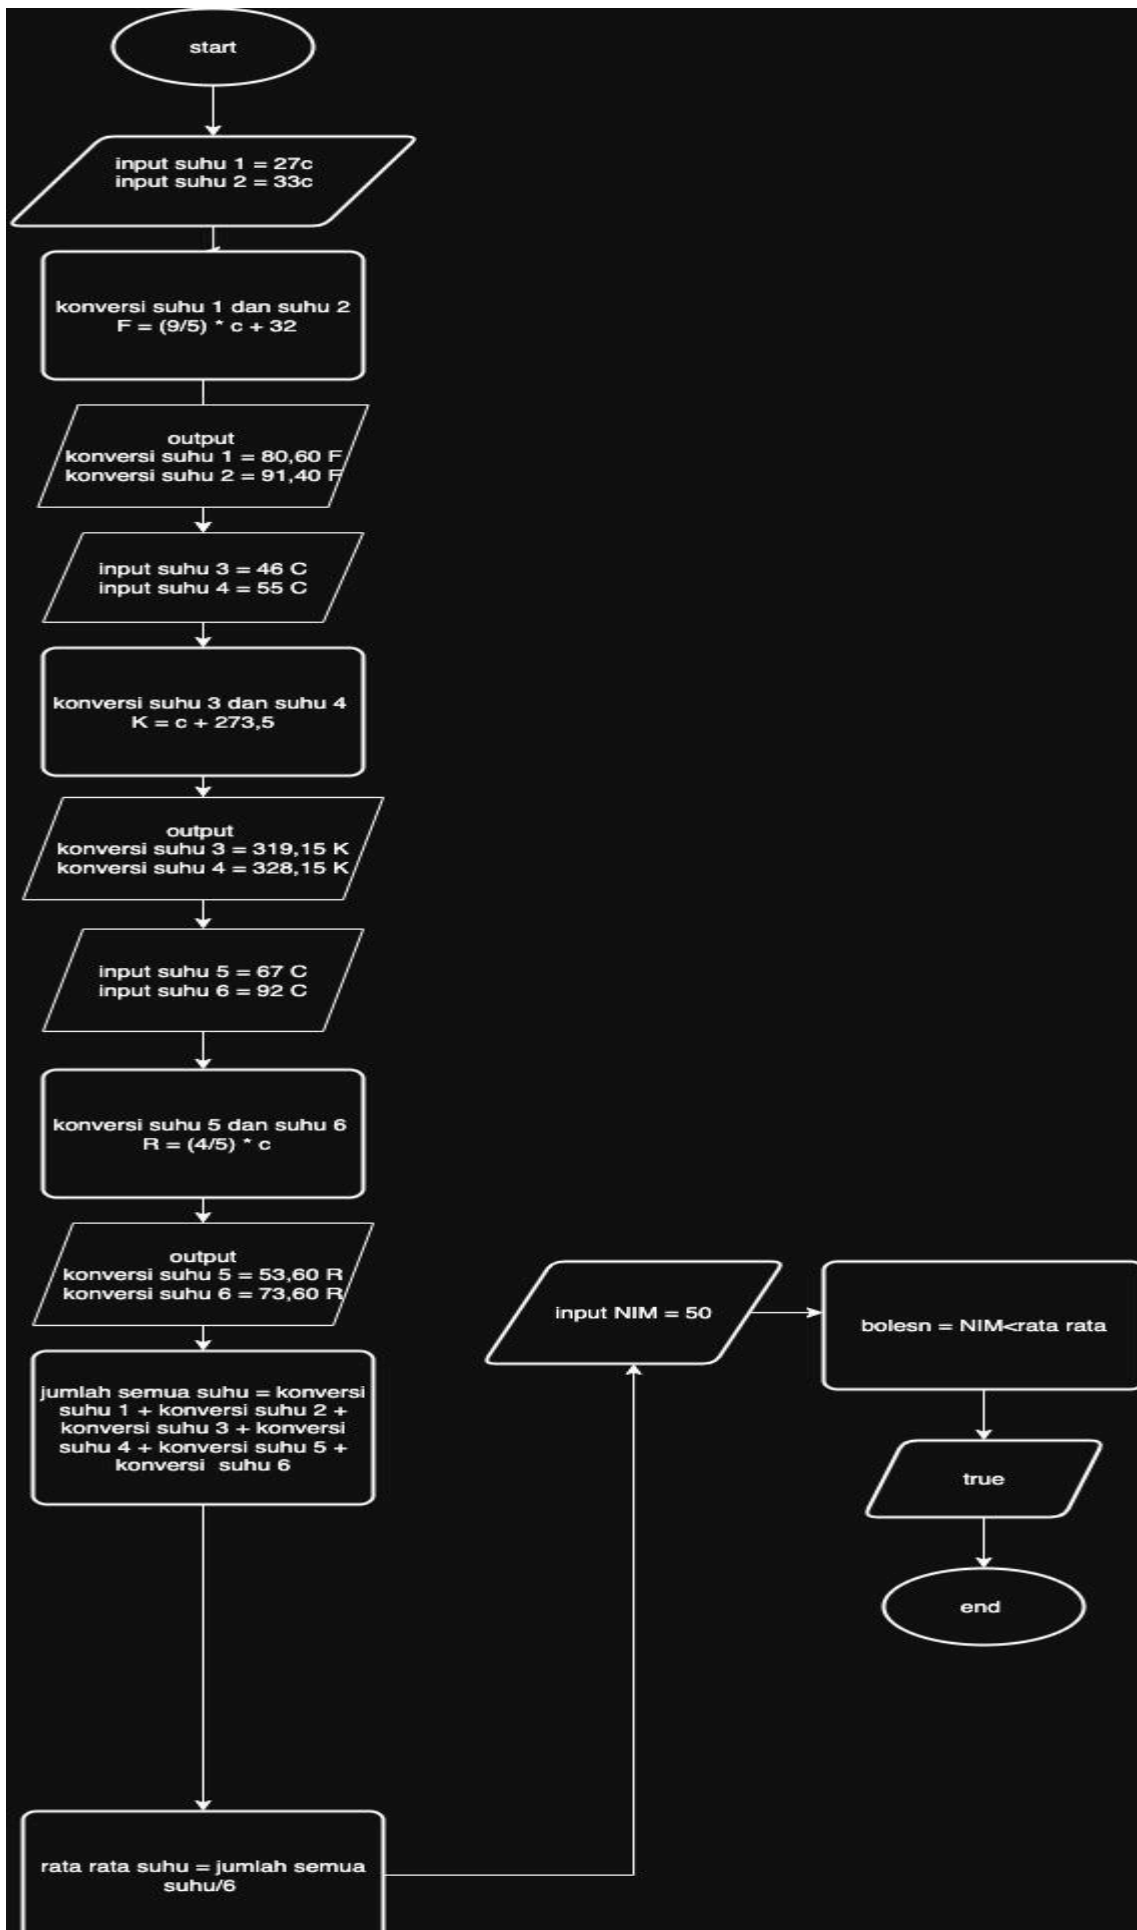 start
input suhu 1 = 27c
input suhu 2 = 33c
konversi suhu 1 dan suhu 2
F = (9/5) * c + 32
output
konversi suhu 1 = 80,60 F
konversi suhu 2 = 91,40 F
input suhu 3 = 46 C
input suhu 4 = 55 C
konversi suhu 3 dan suhu 4
K = c + 273,5
output
konversi suhu 3 = 319,15 K
konversi suhu 4 = 328,15 K
input suhu 5 = 67 C
input suhu 6 = 92 C
konversi suhu 5 dan suhu 6
R = (4/5) * c
output
konversi suhu 5 = 53,60 R
konversi suhu 6 = 73,60 R
jumlah semua suhu = konversi
suhu 1 + konversi suhu 2 +
konversi suhu 3 + konversi
suhu 4 + konversi suhu 5 +
konversi suhu 6
rata rata suhu = jumlah semua
suhu/6
input NIM = 50
bolesn = NIM<rata rata
true
end